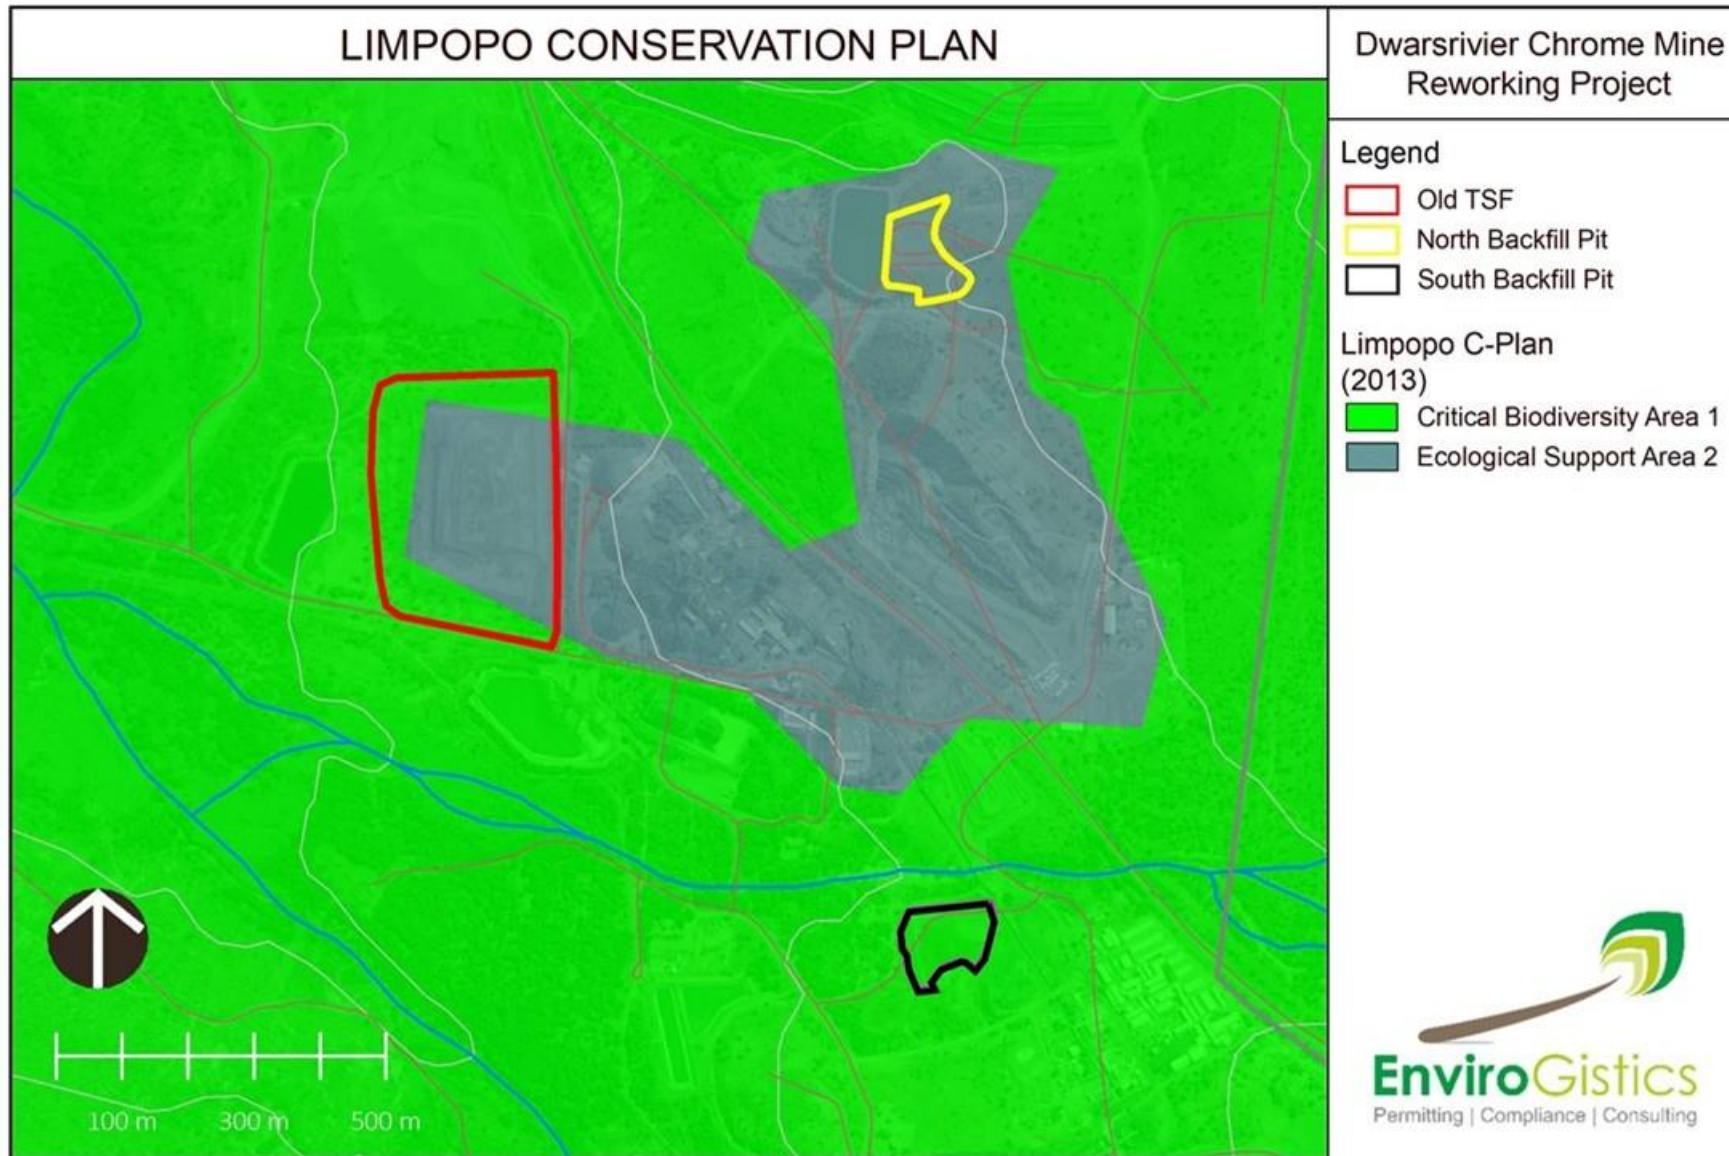 LIMPOPO CONSERVATION PLAN
Dwarsrivier Chrome Mine
Reworking Project
Legend
Old TSF
North Backfill Pit
South Backfill Pit
Limpopo C-Plan
(2013)
Critical Biodiversity Area 1
Ecological Support Area 2
100 m
300 m
500 m
EnviroGistics
Permitting | Compliance | Consulting